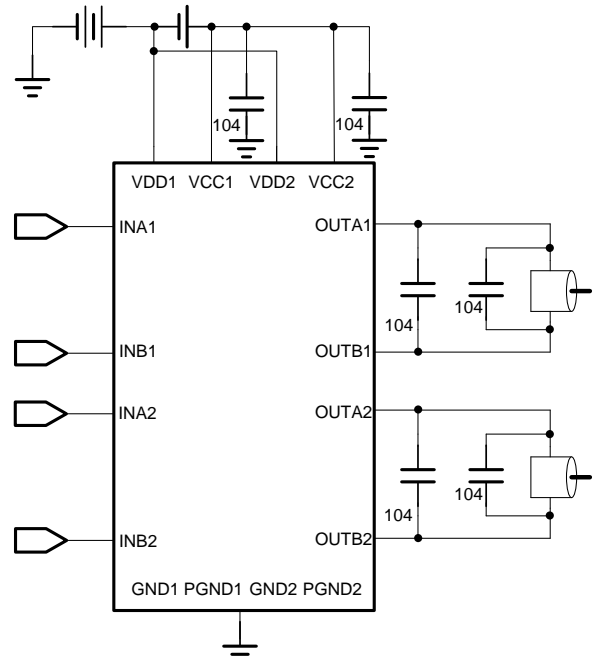 104
104
VDD1 VCC1 VDD2 VCC2
INA1
OUTA1
104
104
INB1
OUTB1
INA2
OUTA2
104
104
INB2
OUTB2
GND1 PGND1 GND2 PGND2